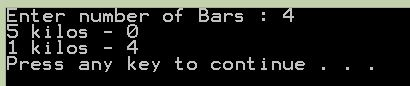 Enter number of Bars : 4
5 kilos - 0
1 kilos - 4
Press any key to continue . . .